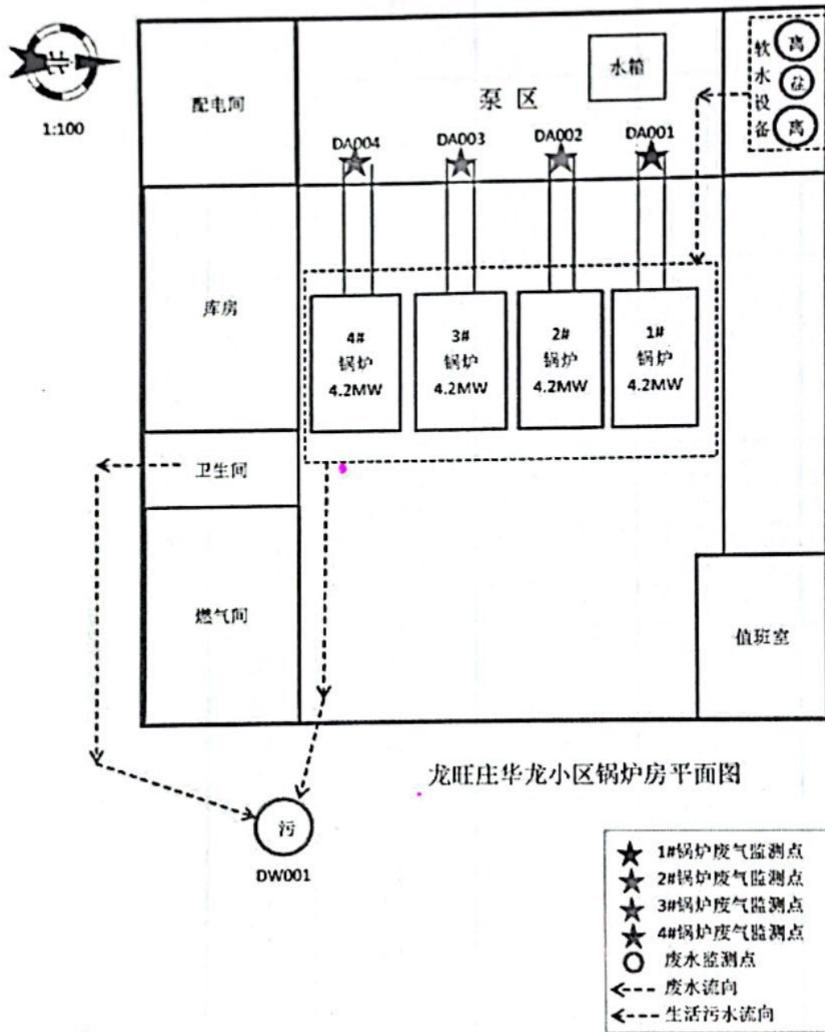 北
1:100
配电间
泵区
水箱
软水设备
离
盐
离
DA004
DA003
DA002
DA001
库房
4#
锅炉
4.2MW
3#
锅炉
4.2MW
2#
锅炉
4.2MW
1#
锅炉
4.2MW
卫生间
燃气间
值班室
龙旺庄华龙小区锅炉房平面图
污
DW001
1#锅炉废气监测点
2#锅炉废气监测点
3#锅炉废气监测点
4#锅炉废气监测点
废水监测点
废水流向
生活污水流向